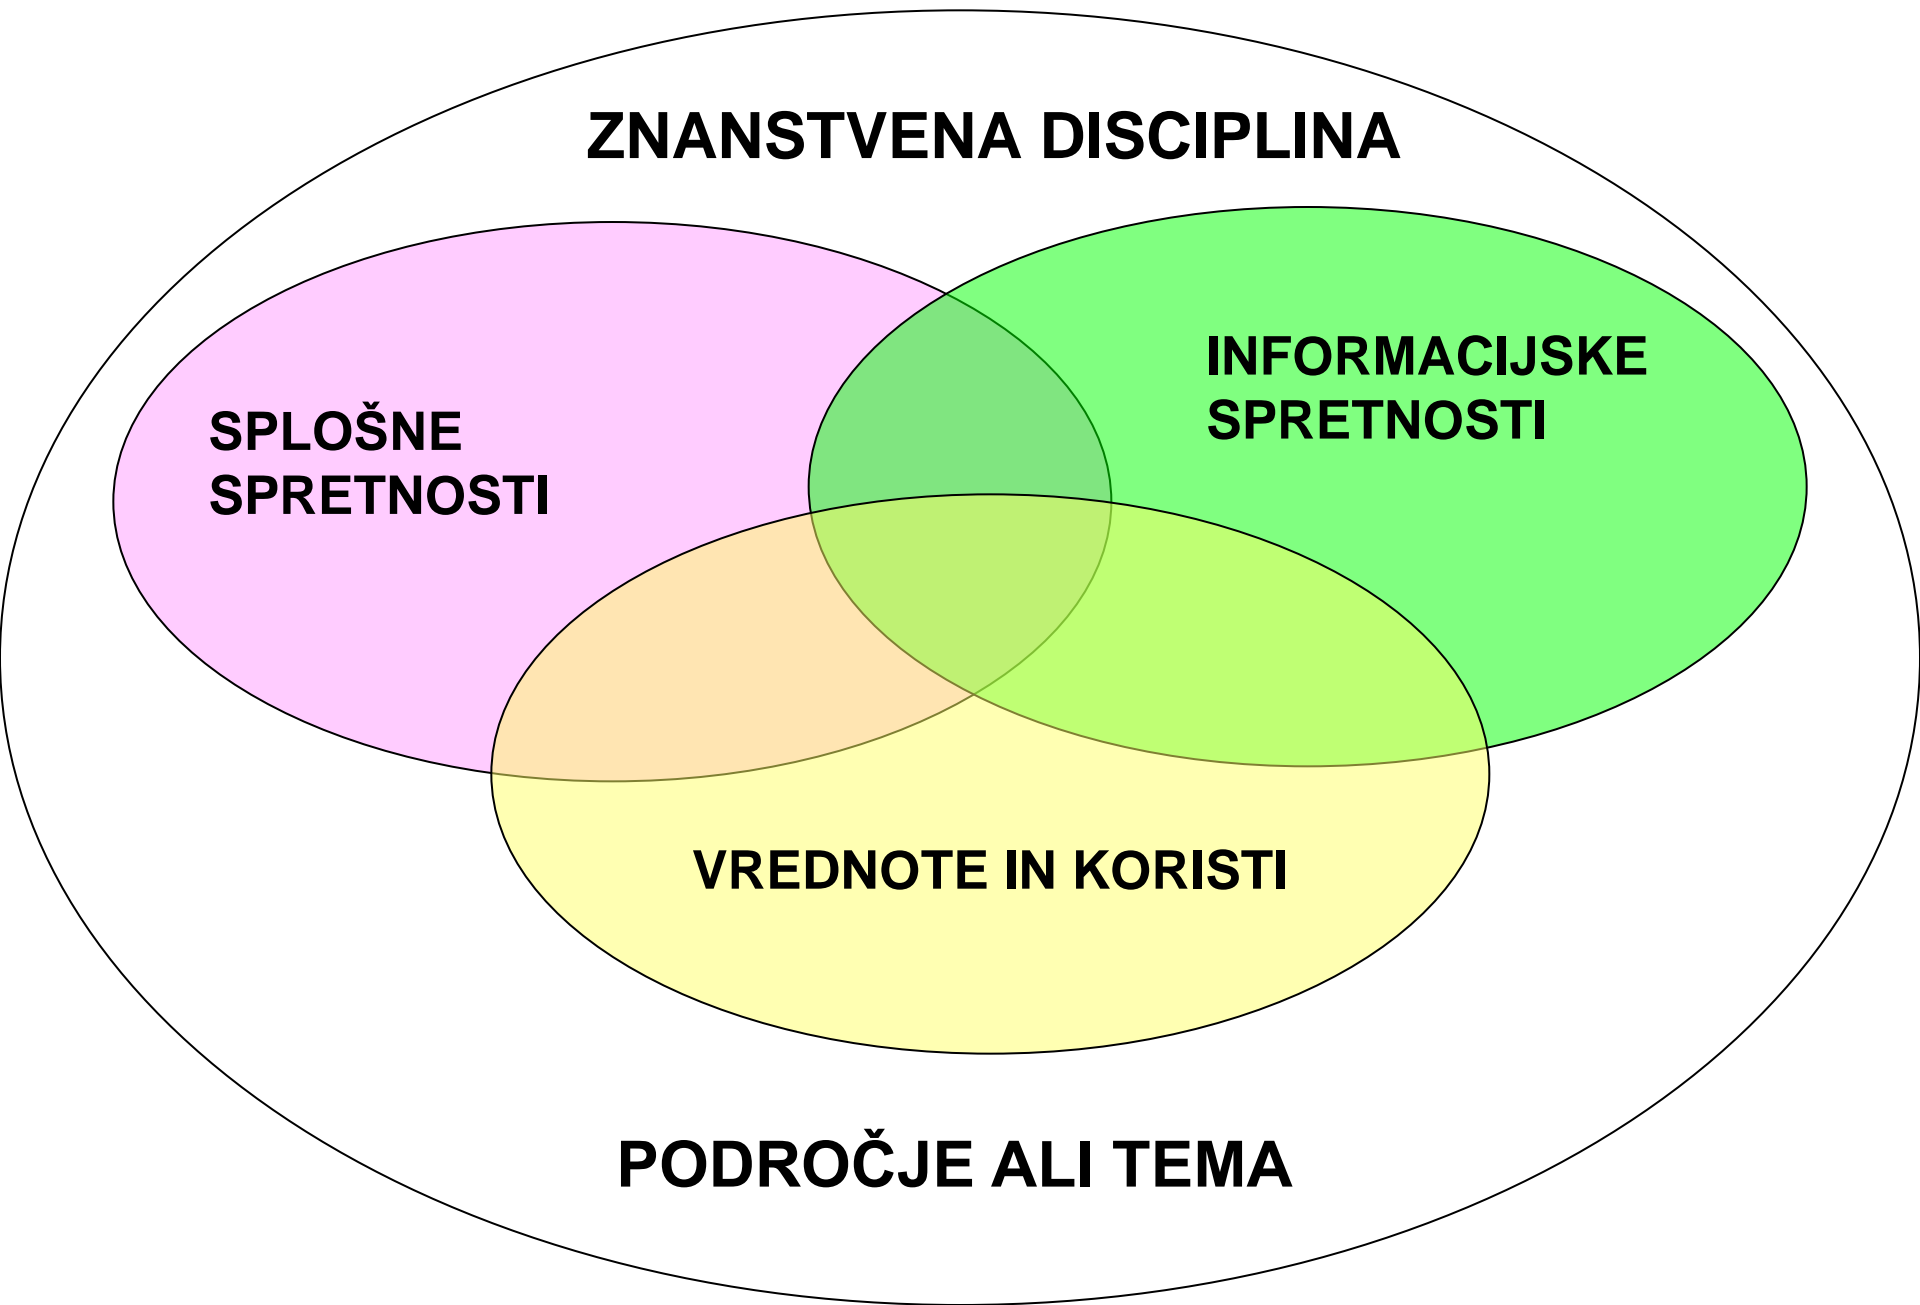 ZNANSTVENA DISCIPLINA
SPLOŠNE
SPRETNOSTI
INFORMACIJSKE
SPRETNOSTI
VREDNOTE IN KORISTI
PODROČJE ALI TEMA